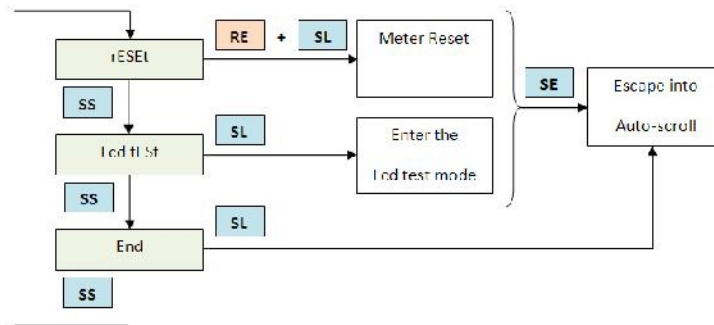 RE + SL
rESEt
Meter Reset
SS
SE
Escape into
Auto-scroll
SL
Lcd tESt
Enter the
Lcd test mode
SS
SL
End
SS